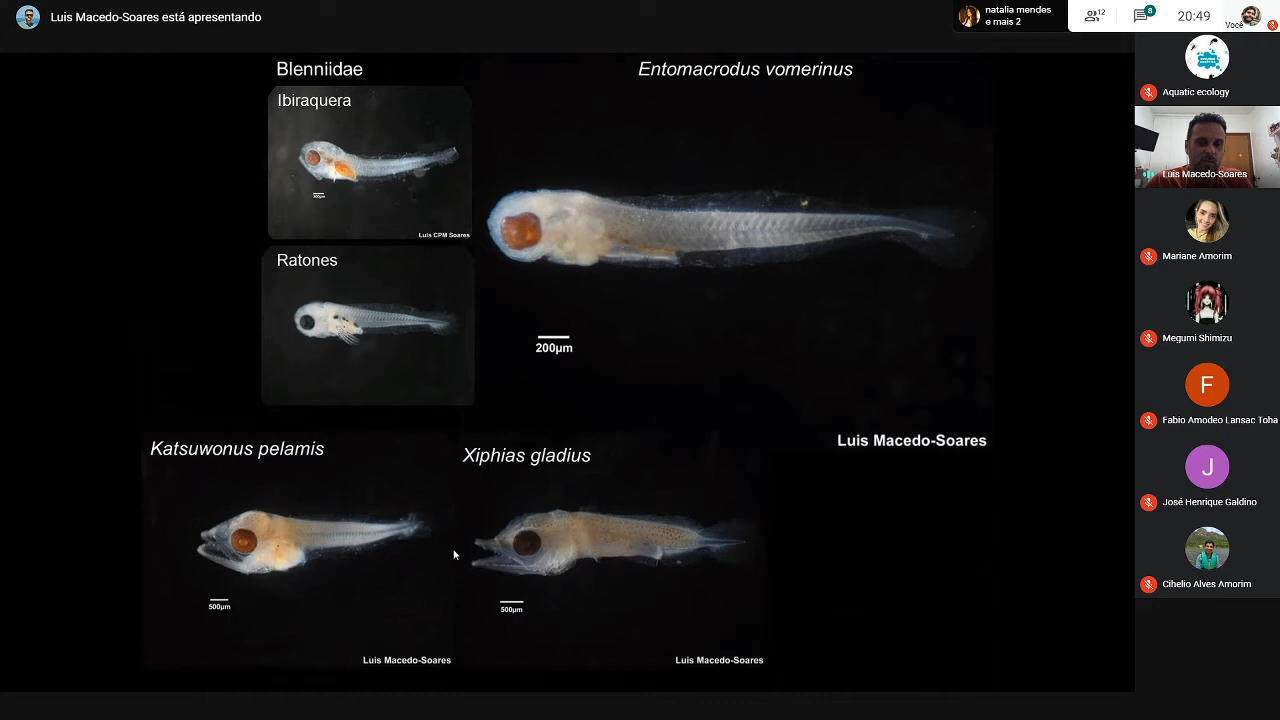 Luis Macedo-Soares está apresentando
natalia mendes
e mais 2
12
8
20:49
Você
Blenniidae
Ibiraquera
Luis CPM Soares
Ratones
Entomacrodus vomerinus
200µm
Luis Macedo-Soares
Katsuwonus pelamis
500µm
Luis Macedo-Soares
Xiphias gladius
500µm
Luis Macedo-Soares
Aquatic ecology
Luis Macedo-Soares
Mariane Amorim
Megumi Shimizu
F
Fabio Amodeo Lansac Toha
J
José Henrique Galdino
Cihelio Alves Amorim